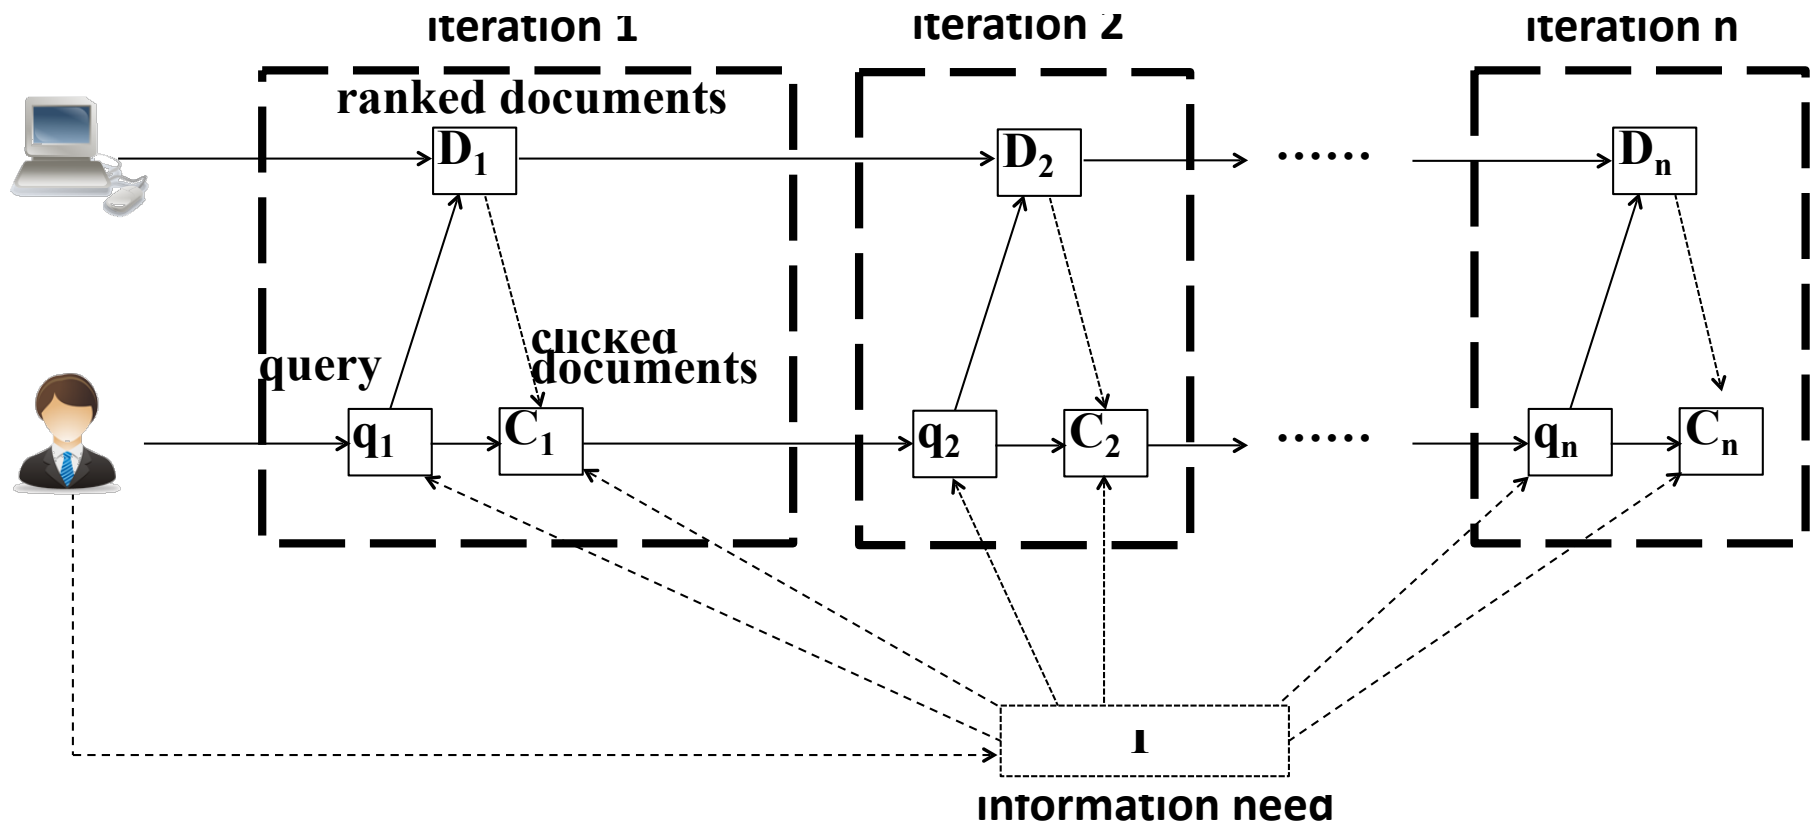 iteration 1
iteration 2
iteration n
ranked documents
D1
D2
......
Dn
clicked
documents
query
q1
C1
q2
C2
......
qn
Cn
I
information need